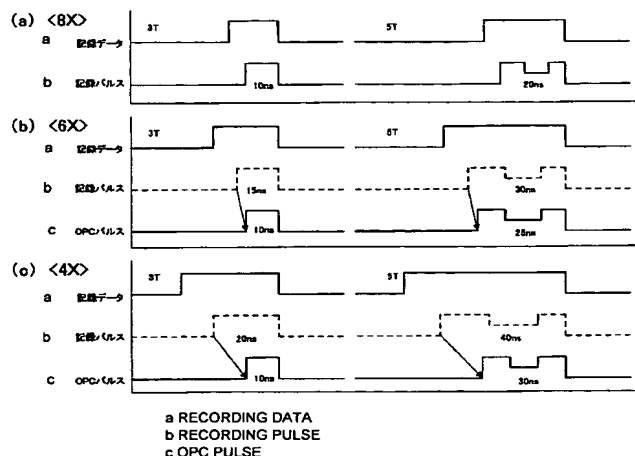 (a) <8X>
3T 5T
a 記録データ
b 記録パルス 10ns 20ns
(b) <6X>
3T 5T
a 記録データ
b 記録パルス 15ns 30ns
c OPCパルス 10ns 25ns
(c) <4X>
3T 5T
a 記録データ
b 記録パルス 20ns 40ns
c OPCパルス 10ns 30ns
a RECORDING DATA
b RECORDING PULSE
c OPC PULSE